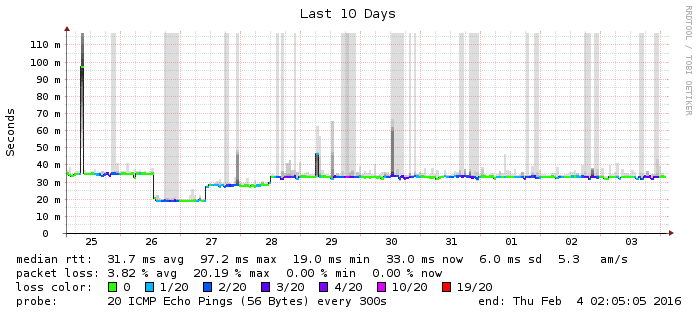 Last 10 Days
RRDTOOL / TOBI OETIKER
Seconds
110 m
100 m
90 m
80 m
70 m
60 m
50 m
40 m
30 m
20 m
10 m
0
25 26 27 28 29 30 31 01 02 03
median rtt: 31.7 ms avg 97.2 ms max 19.0 ms min 33.0 ms now 6.0 ms sd 5.3 am/s
packet loss: 3.82 % avg 20.19 % max 0.00 % min 0.00 % now
loss color: 0 1/20 2/20 3/20 4/20 10/20 19/20
probe: 20 ICMP Echo Pings (56 Bytes) every 300s end: Thu Feb 4 02:05:05 2016